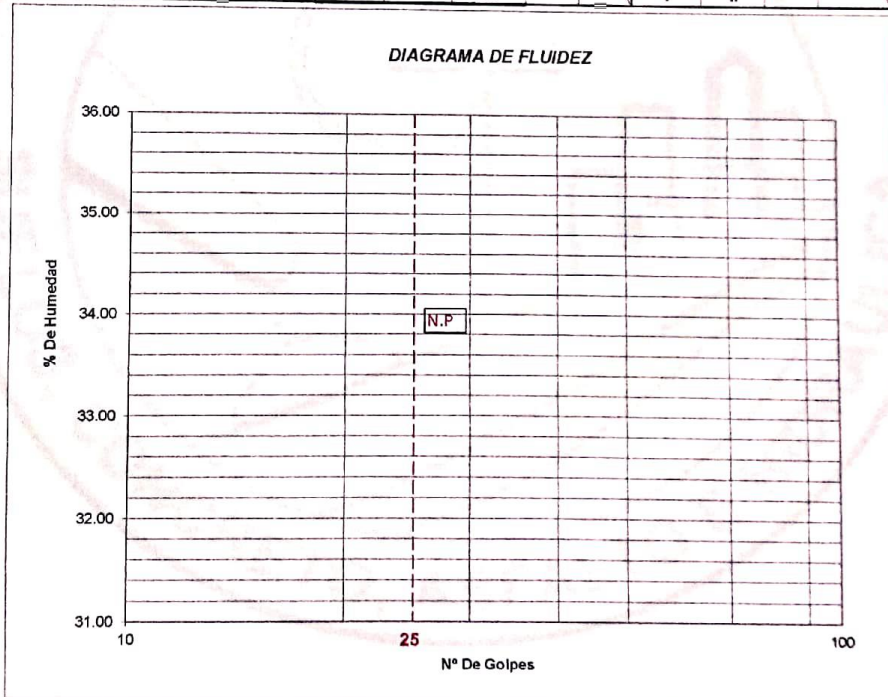 DIAGRAMA DE FLUIDEZ
36.00
35.00
34.00
33.00
32.00
31.00
% De Humedad
N.P
10
25
100
Nº De Golpes